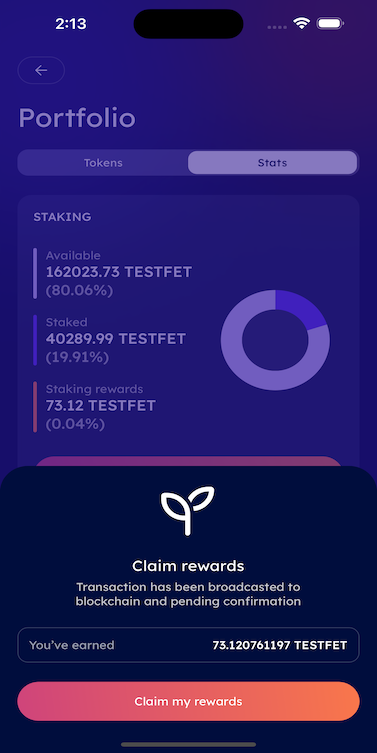 2:13
Portfolio
Tokens
Stats
STAKING
Available
162023.73 TESTFET
(80.06%)
Staked
40289.99 TESTFET
(19.91%)
Staking rewards
73.12 TESTFET
(0.04%)
Claim rewards
Transaction has been broadcasted to
blockchain and pending confirmation
You've earned 73.120761197 TESTFET
Claim my rewards